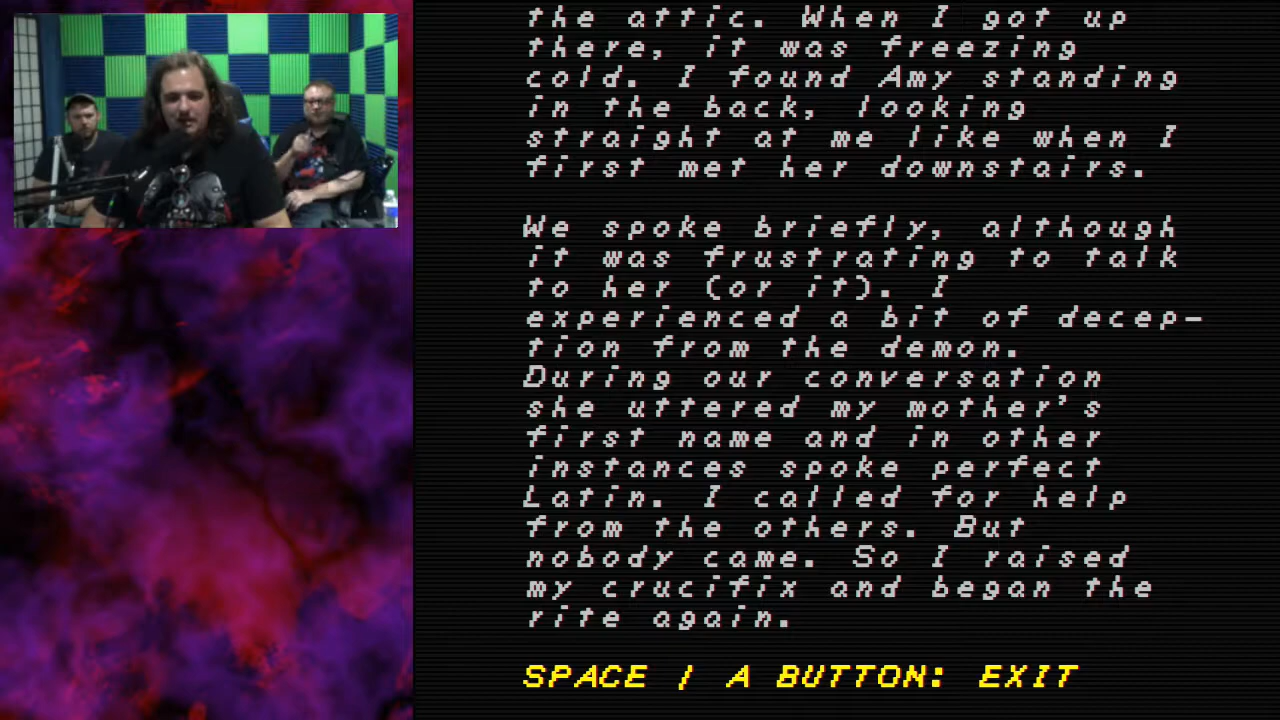 the attic. When I got up
there, it was freezing
cold. I found Amy standing
in the back, looking
straight at me like when I
first met her downstairs.
We spoke briefly, although
it was frustrating to talk
to her (or it). I
experienced a bit of decep-
tion from the demon.
During our conversation
she uttered my mother's
first name and in other
instances spoke perfect
Latin. I called for help
from the others. But
nobody came. So I raised
my crucifix and began the
rite again.
SPACE / A BUTTON: EXIT